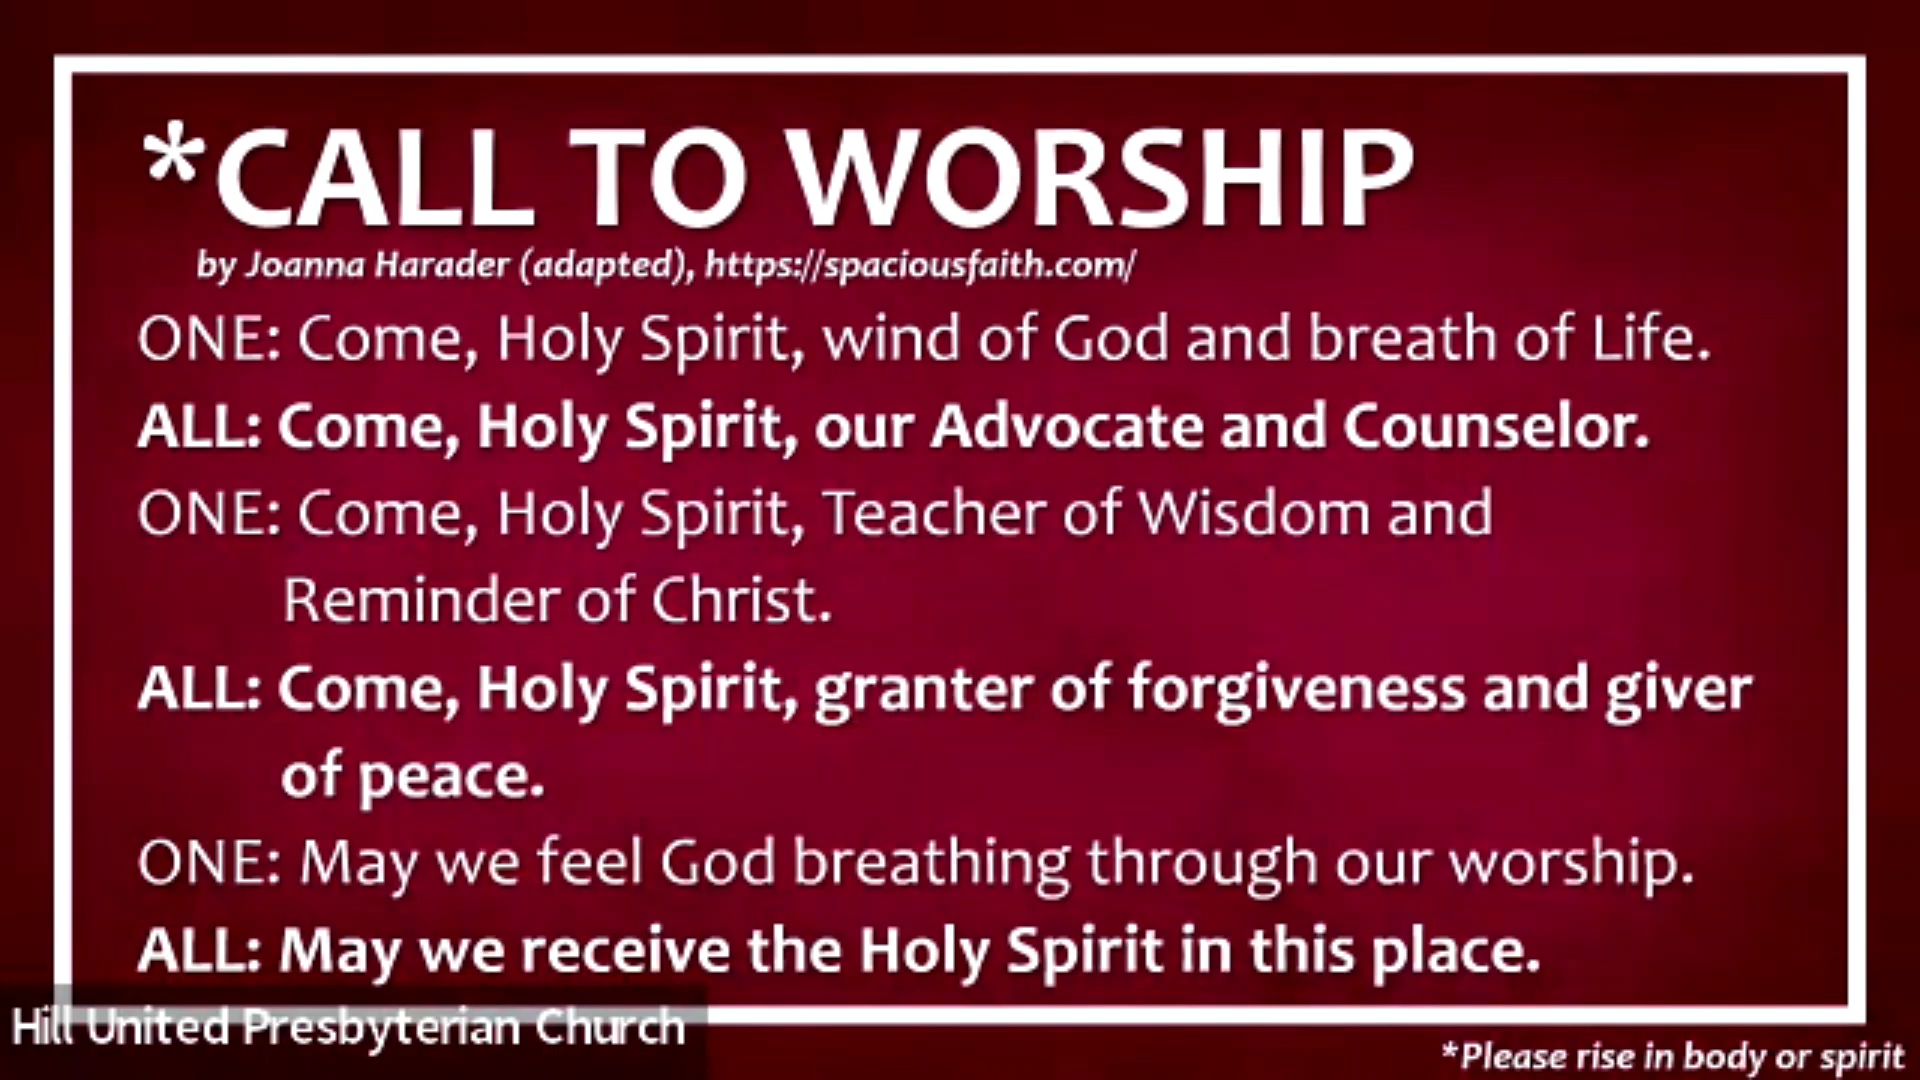 *CALL TO WORSHIP
by Joanna Harader (adapted), https://spaciousfaith.com/
ONE: Come, Holy Spirit, wind of God and breath of Life.
ALL: Come, Holy Spirit, our Advocate and Counselor.
ONE: Come, Holy Spirit, Teacher of Wisdom and
Reminder of Christ.
ALL: Come, Holy Spirit, granter of forgiveness and giver
of peace.
ONE: May we feel God breathing through our worship.
ALL: May we receive the Holy Spirit in this place.
Hill United Presbyterian Church
*Please rise in body or spirit